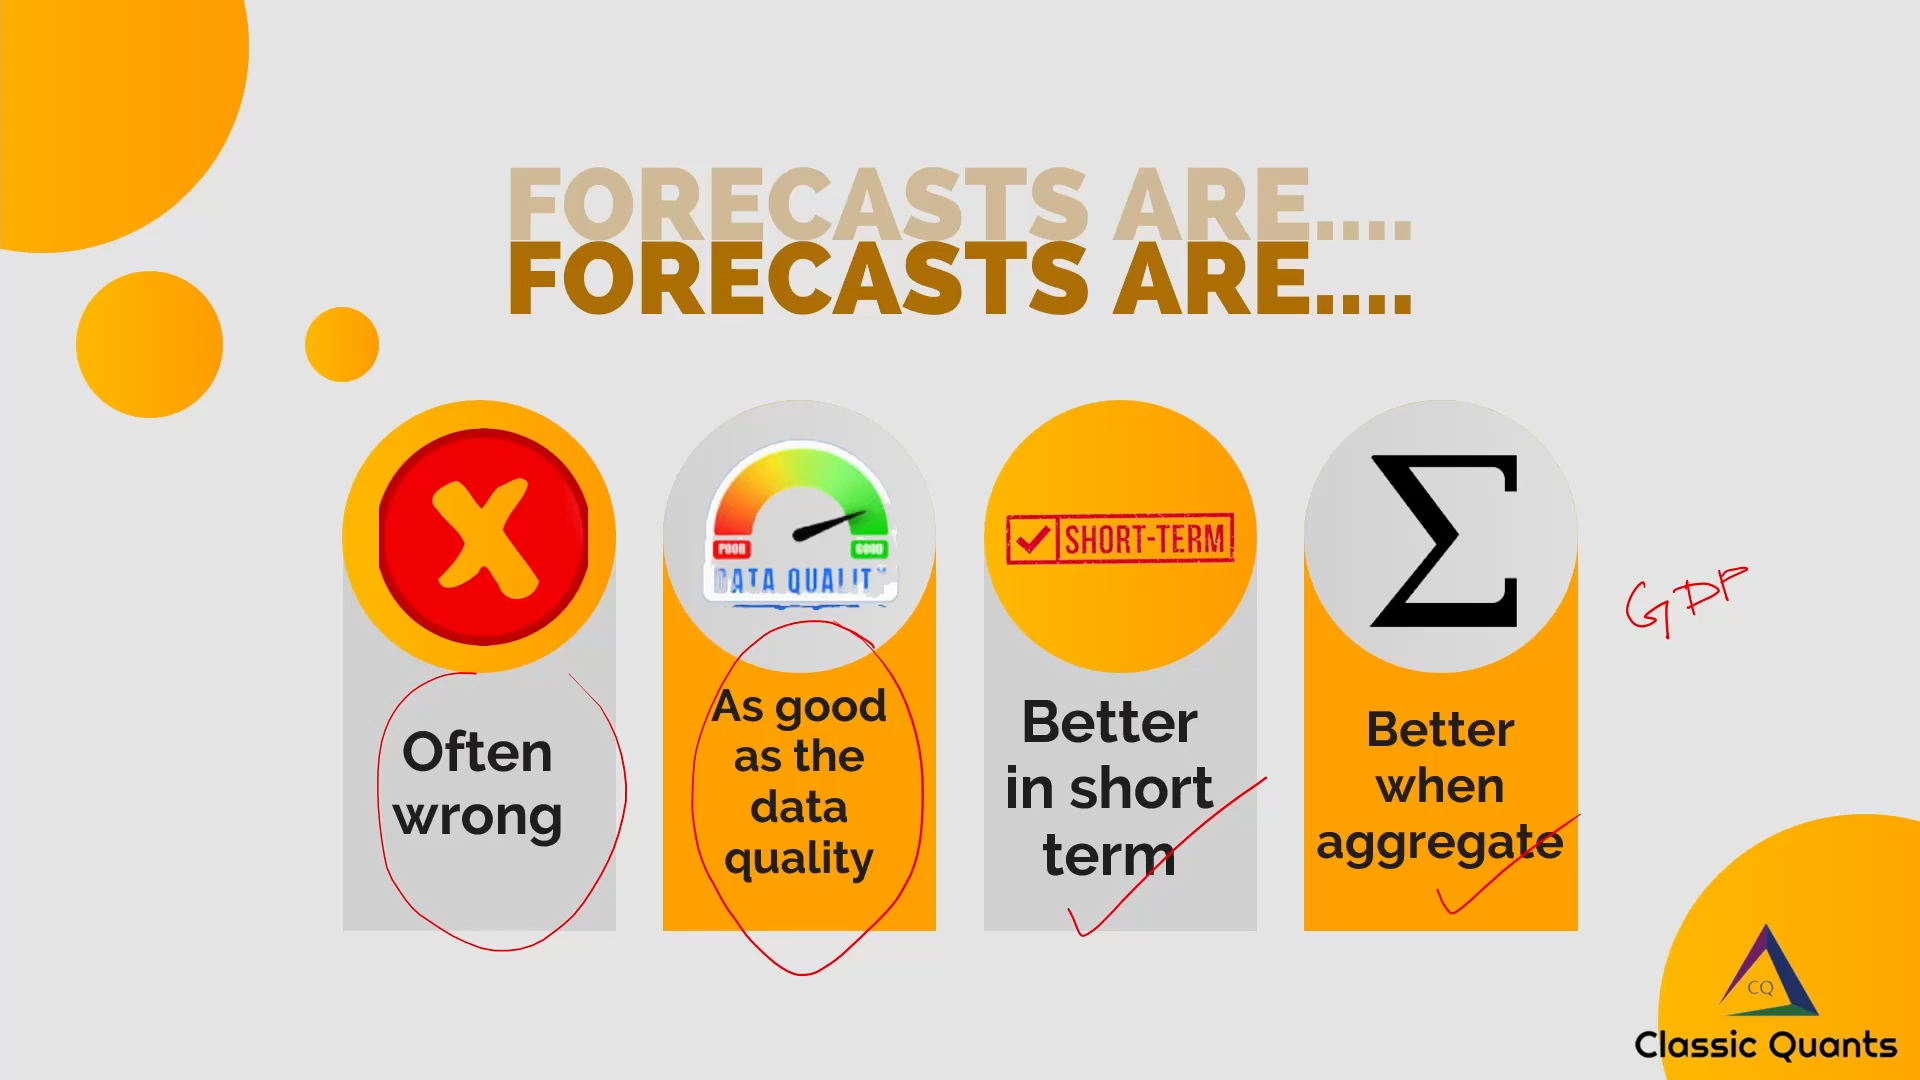 FORECASTS ARE....
FORECASTS ARE....
POOR
GOOD
DATA QUALITY
SHORT-TERM
Σ
Often
wrong
As good
as the
data
quality
Better
in short
term
Better
when
aggregate
GDP
CQ
Classic Quants